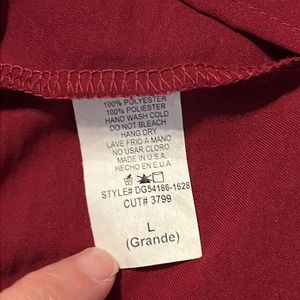 100% POLYESTER
100% POLIESTER
HAND WASH COLD
DO NOT BLEACH
HANG DRY
LAVE FRIO A MANO
NO USAR CLORO
MADE IN U.S.A.
HECHO EN E.U.A
STYLE# DG54186-1628
CUT# 3799
L
(Grande)